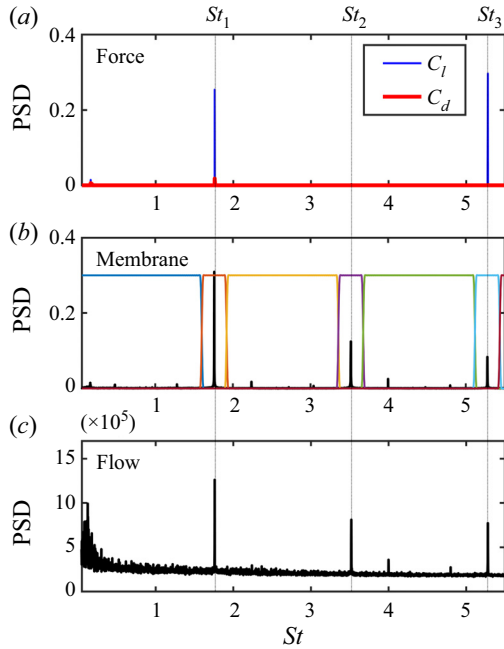 (a) St₁ St₂ St₃
0.4
Force
C_l
C_d
PSD
0.2
0
1 2 3 4 5
(b)
0.4
Membrane
PSD
0.2
0
1 2 3 4 5
(c) (×10⁵)
15
Flow
PSD
10
5
0
1 2 3 4 5
St